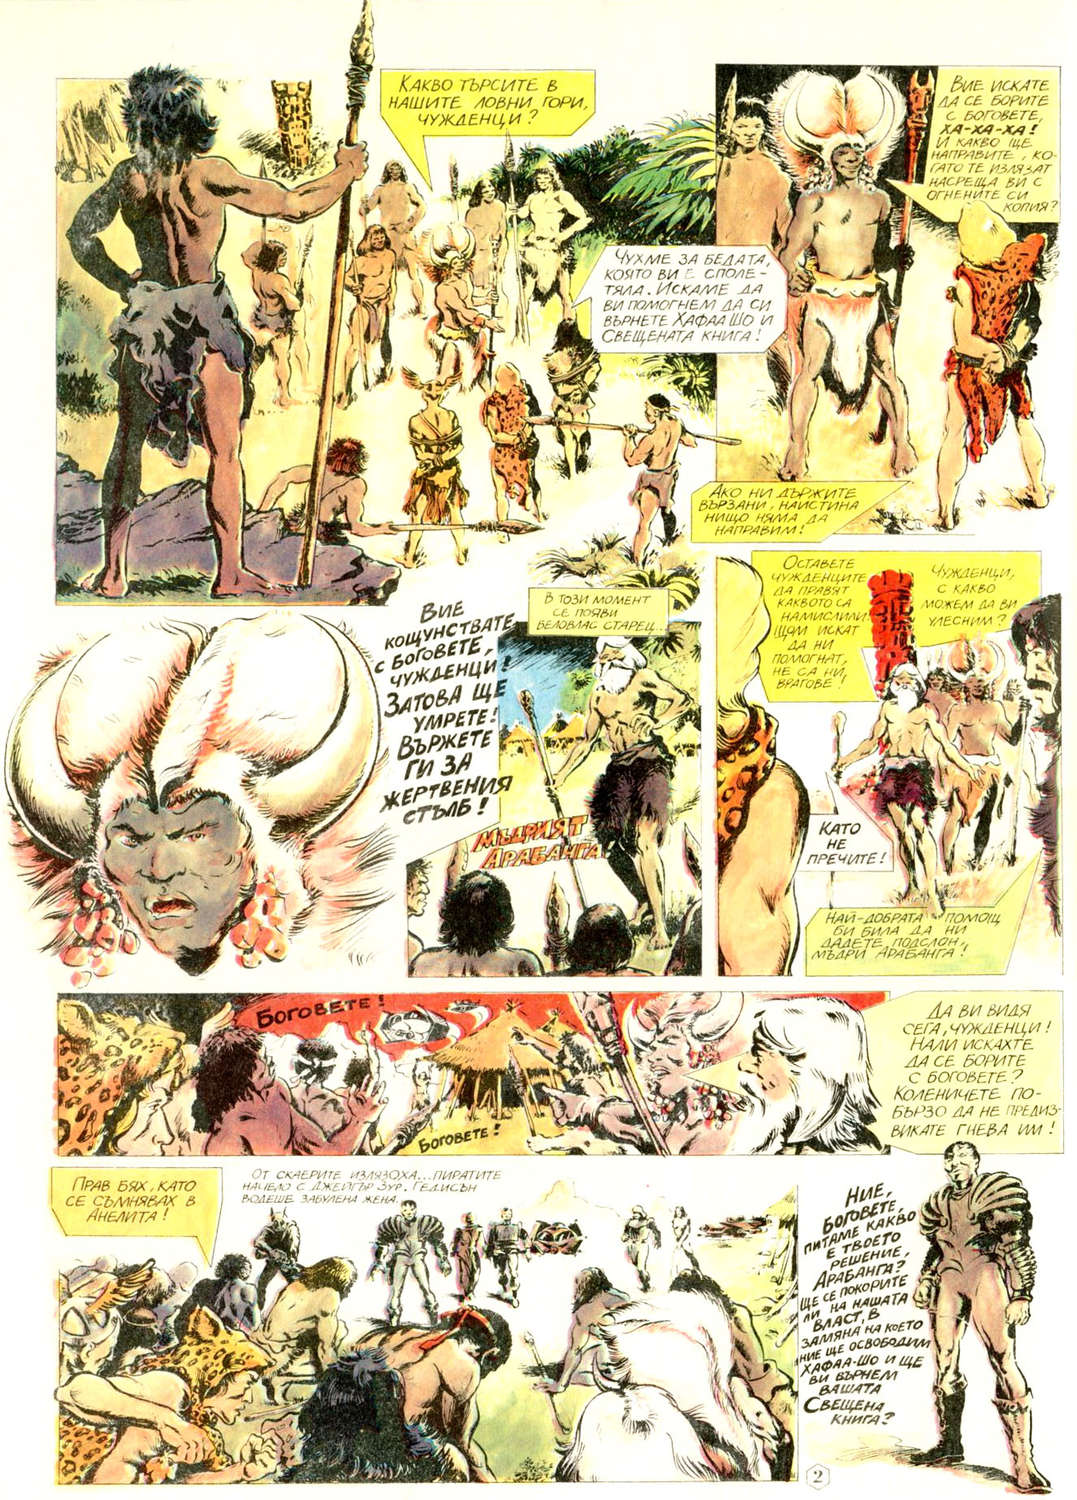 КАКВО ТЪРСИТЕ В
НАШИТЕ ЛОВНИ ГОРИ,
ЧУЖДЕНЦИ?
ЧУХМЕ ЗА БЕДАТА,
КОЯТО ВИ Е СПОЛЕ-
ТЯЛА. ИСКАМЕ ДА
ВИ ПОМОГНЕМ ДА СИ
ВЪРНЕТЕ ХАФАА ШО И
СВЕЩЕНАТА КНИГА!
ВИЕ ИСКАТЕ
ДА СЕ БОРИТЕ
С БОГОВЕТЕ,
ХА-ХА-ХА!
И КАКВО ЩЕ
НАПРАВИТЕ, КО-
ГАТО ТЕ ИЗЛЯЗАТ
НАСРЕЩА ВИ С
ОГНЕНИТЕ СИ
КОПИЯ?
АКО НИ ДЪРЖИТЕ
ВЪРЗАНИ, НАИСТИНА
НИЩО НЯМА ДА
НАПРАВИМ!
ВИЕ
КОЩУНСТВАТЕ
С БОГОВЕТЕ,
ЧУЖДЕНЦИ!
ЗАТОВА ЩЕ
УМРЕТЕ!
ВЪРЖЕТЕ
ГИ ЗА
ЖЕРТВЕНИЯ
СТЪЛБ!
В ТОЗИ МОМЕНТ
СЕ ПОЯВИ
БЕЛОВЛАС СТАРЕЦ...
МЪДРИЯТ
АРАБАНГА!
ОСТАВЕТЕ
ЧУЖДЕНЦИТЕ
ДА ПРАВЯТ
КАКВОТО СА
НАМИСЛИЛИ!
ЩОМ ИСКАТ
ДА НИ
ПОМОГНАТ,
НЕ СА НИ
ВРАГОВЕ!
ЧУЖДЕНЦИ,
С КАКВО
МОЖЕМ ДА ВИ
УЛЕСНИМ?
КАТО
НЕ
ПРЕЧИТЕ!
НАЙ-ДОБРАТА ПОМОЩ
БИ БИЛА ДА НИ
ДАДЕТЕ ПОДСЛОН,
МЪДРИ АРАБАНГА!
БОГОВЕТЕ!
БОГОВЕТЕ!
ДА ВИ ВИДЯ
СЕГА, ЧУЖДЕНЦИ!
НАЛИ ИСКАХТЕ
ДА СЕ БОРИТЕ
С БОГОВЕТЕ?
КОЛЕНИЧЕТЕ ПО-
БЪРЗО ДА НЕ ПРЕДИЗ-
ВИКАТЕ ГНЕВА ИМ!
ПРАВ БЯХ, КАТО
СЕ СЪМНЯВАХ В
АНЕЛИТА!
ОТ СКАЕРИТЕ ИЗЛЯЗОХА... ПИРАТИТЕ
НАЧЕЛО С ДЖЕЙГЪР ЗУР. ГЕДИСЪН
ВОДЕШЕ ЗАБУЛЕНА ЖЕНА.
НИЕ,
БОГОВЕТЕ,
ПИТАМЕ КАКВО
Е ТВОЕТО
РЕШЕНИЕ,
АРАБАНГА?
ЩЕ СЕ ПОКОРИТЕ
ЛИ НА НАШАТА
ВЛАСТ, В
ЗАМЯНА НА КОЕТО
НИЕ ЩЕ ОСВОБОДИМ
ХАФАА-ШО И ЩЕ
ВИ ВЪРНЕМ
ВАШАТА
СВЕЩЕНА
КНИГА?
2